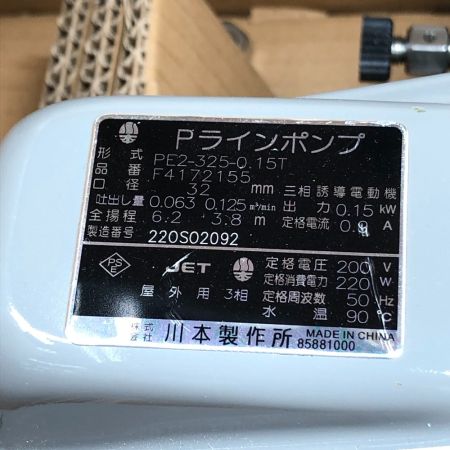 Pラインポンプ
形式 PE2-325-0.15T
品番 F4172155
口径 32 mm 三相誘導電動機
吐出し量 0.063 0.125 m³/min 出力 0.15 kW
全揚程 6.2 3.8 m 定格電流 0.9 A
製造番号 220S02092
PSE JET 定格電圧 200 V
定格消費電力 220 W
屋外用 3相 定格周波数 50 Hz
水温 90 ℃
株式会社 川本製作所 MADE IN CHINA
85881000